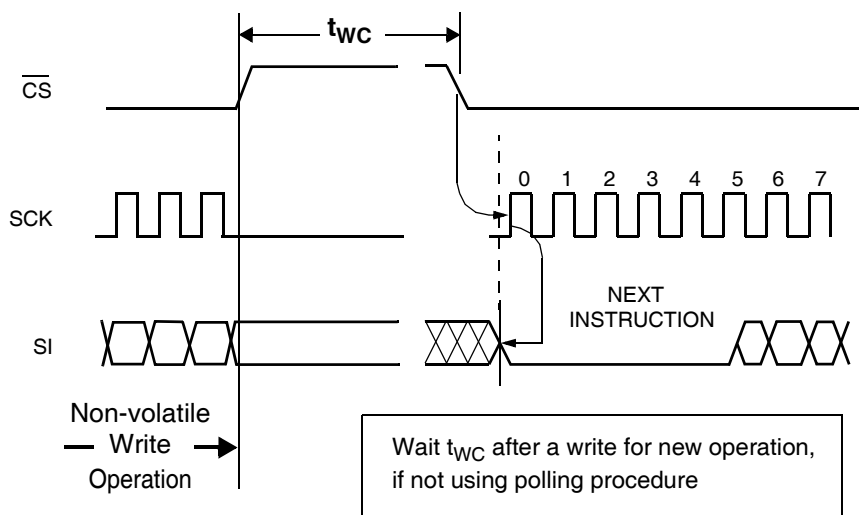 tWC
CS
SCK
0 1 2 3 4 5 6 7
SI
NEXT
INSTRUCTION
Non-volatile
Write
Operation
Wait tWC after a write for new operation,
if not using polling procedure